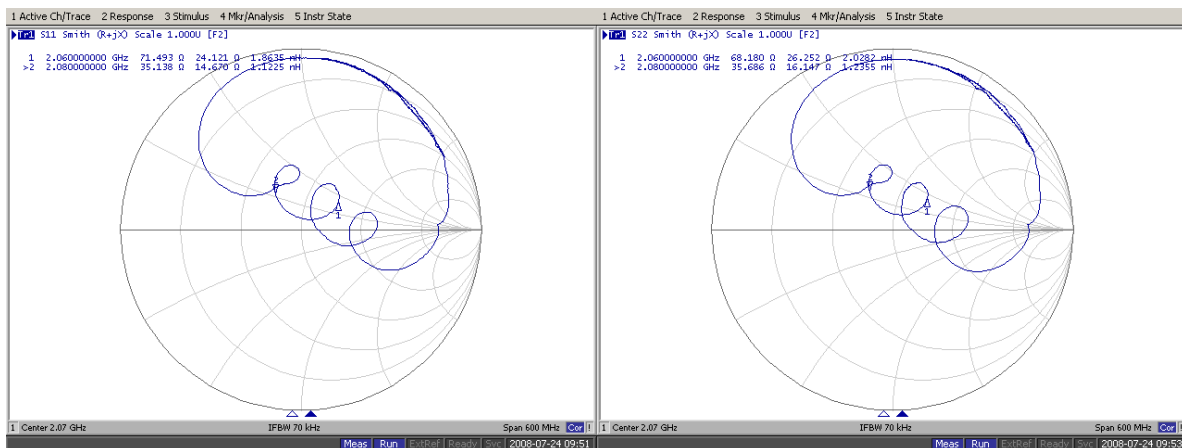 1 Active Ch/Trace 2 Response 3 Stimulus 4 Mkr/Analysis 5 Instr State
Tr1 S11 Smith (R+jX) Scale 1.000U [F2]
1 2.060000000 GHz 71.493 Ω 24.121 Ω 1.8635 nH
>2 2.080000000 GHz 35.138 Ω 14.670 Ω 1.1225 nH
2
1
1 Center 2.07 GHz IFBW 70 kHz Span 600 MHz Cor !
Meas Run ExtRef Ready Svc 2008-07-24 09:51
1 Active Ch/Trace 2 Response 3 Stimulus 4 Mkr/Analysis 5 Instr State
Tr1 S22 Smith (R+jX) Scale 1.000U [F2]
1 2.060000000 GHz 68.180 Ω 26.252 Ω 2.0282 nH
>2 2.080000000 GHz 35.686 Ω 16.147 Ω 1.2355 nH
2
1
1 Center 2.07 GHz IFBW 70 kHz Span 600 MHz Cor !
Meas Run ExtRef Ready Svc 2008-07-24 09:53